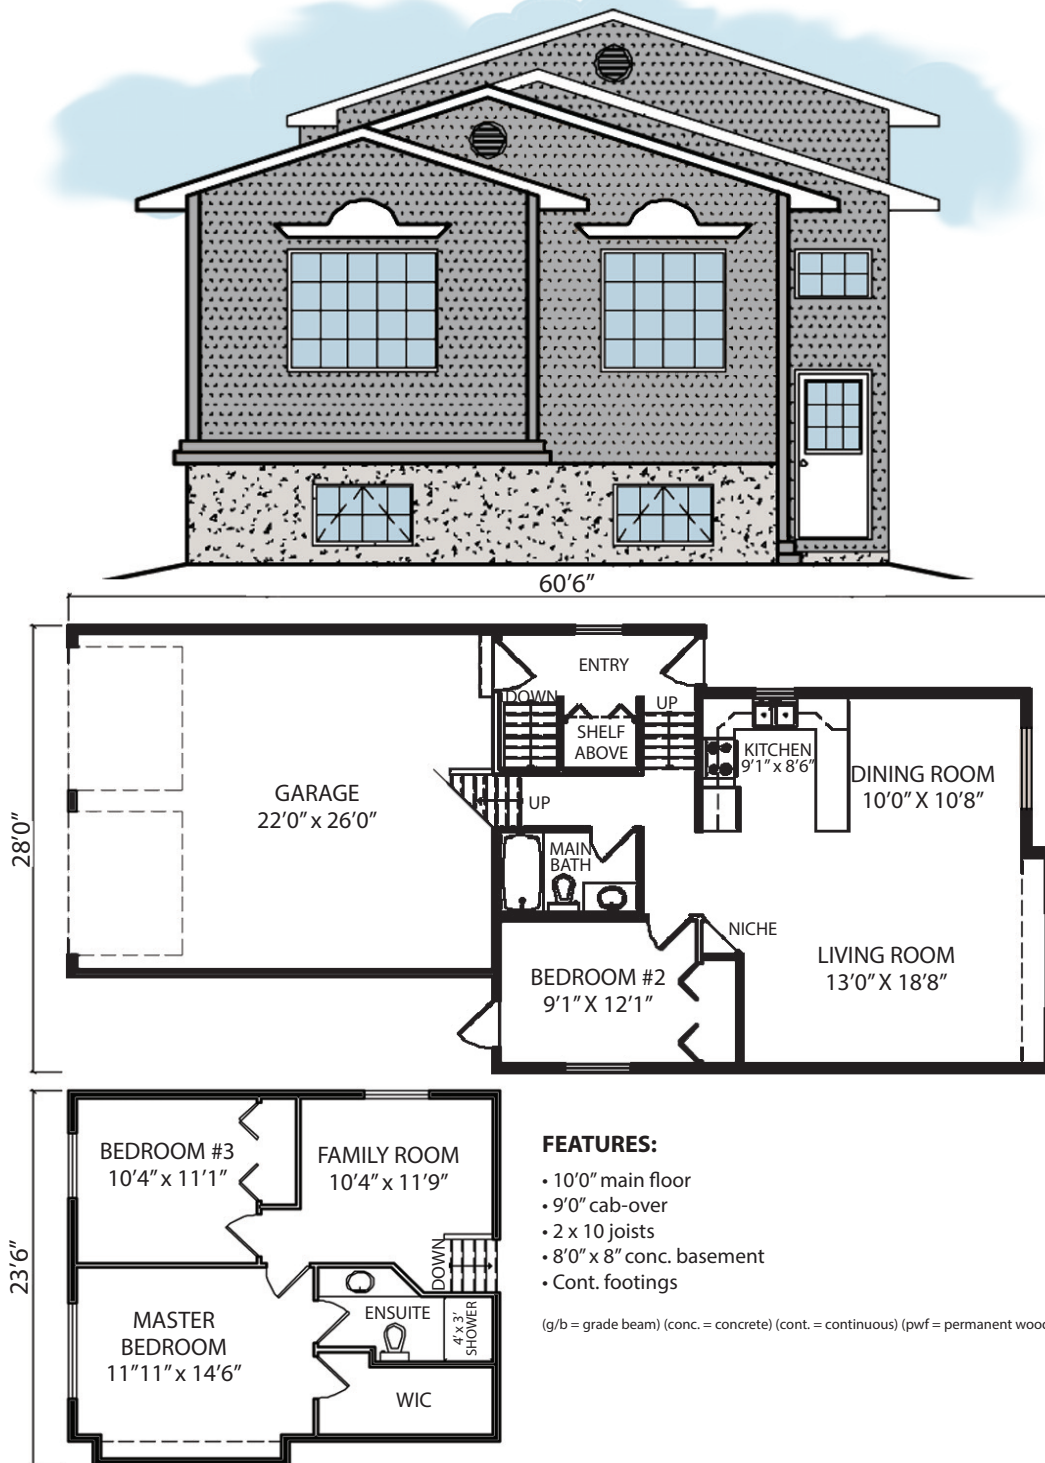 60'6"
ENTRY
DOWN
UP
SHELF
ABOVE
KITCHEN
9'1" x 8'6"
DINING ROOM
10'0" X 10'8"
GARAGE
22'0" x 26'0"
UP
28'0"
MAIN
BATH
NICHE
LIVING ROOM
13'0" X 18'8"
BEDROOM #2
9'1" X 12'1"
BEDROOM #3
10'4" x 11'1"
FAMILY ROOM
10'4" x 11'9"
DOWN
23'6"
MASTER
BEDROOM
11"11" x 14'6"
ENSUITE
4' x 3'
SHOWER
WIC
FEATURES:
• 10'0" main floor
• 9'0" cab-over
• 2 x 10 joists
• 8'0" x 8" conc. basement
• Cont. footings
(g/b = grade beam) (conc. = concrete) (cont. = continuous) (pwf = permanent wood